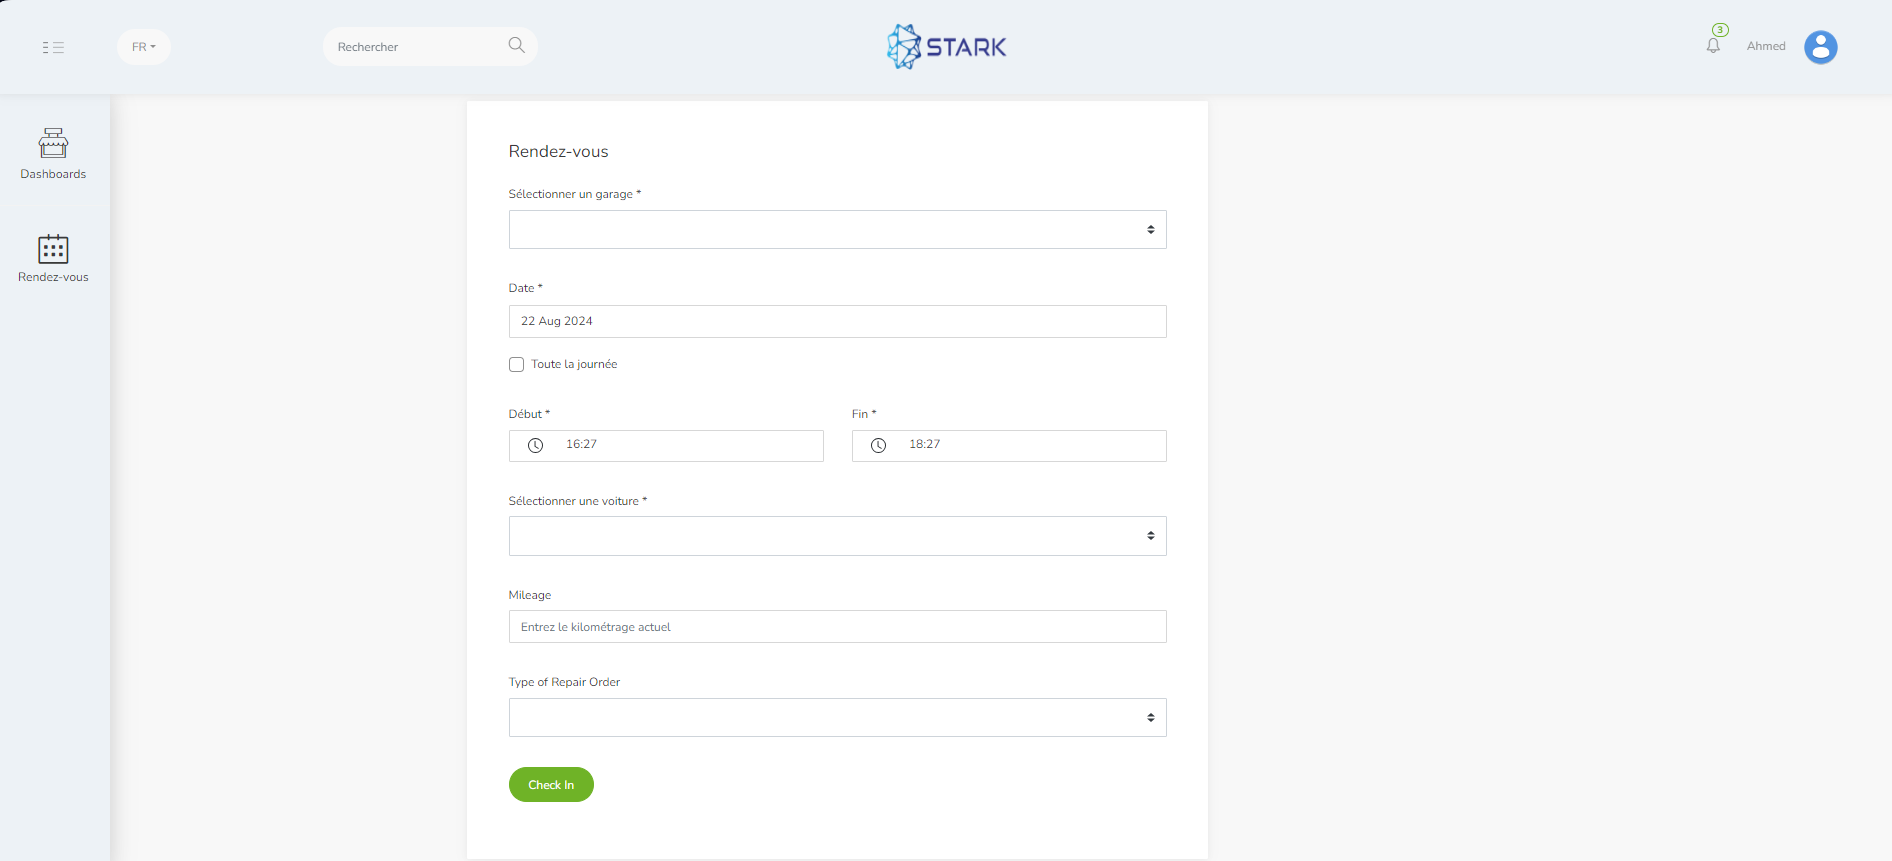 FR
Rechercher
STARK
3
Ahmed
Dashboards
Rendez-vous
Rendez-vous
Sélectionner un garage *
Date *
22 Aug 2024
Toute la journée
Début *
Fin *
16:27
18:27
Sélectionner une voiture *
Mileage
Entrez le kilométrage actuel
Type of Repair Order
Check In